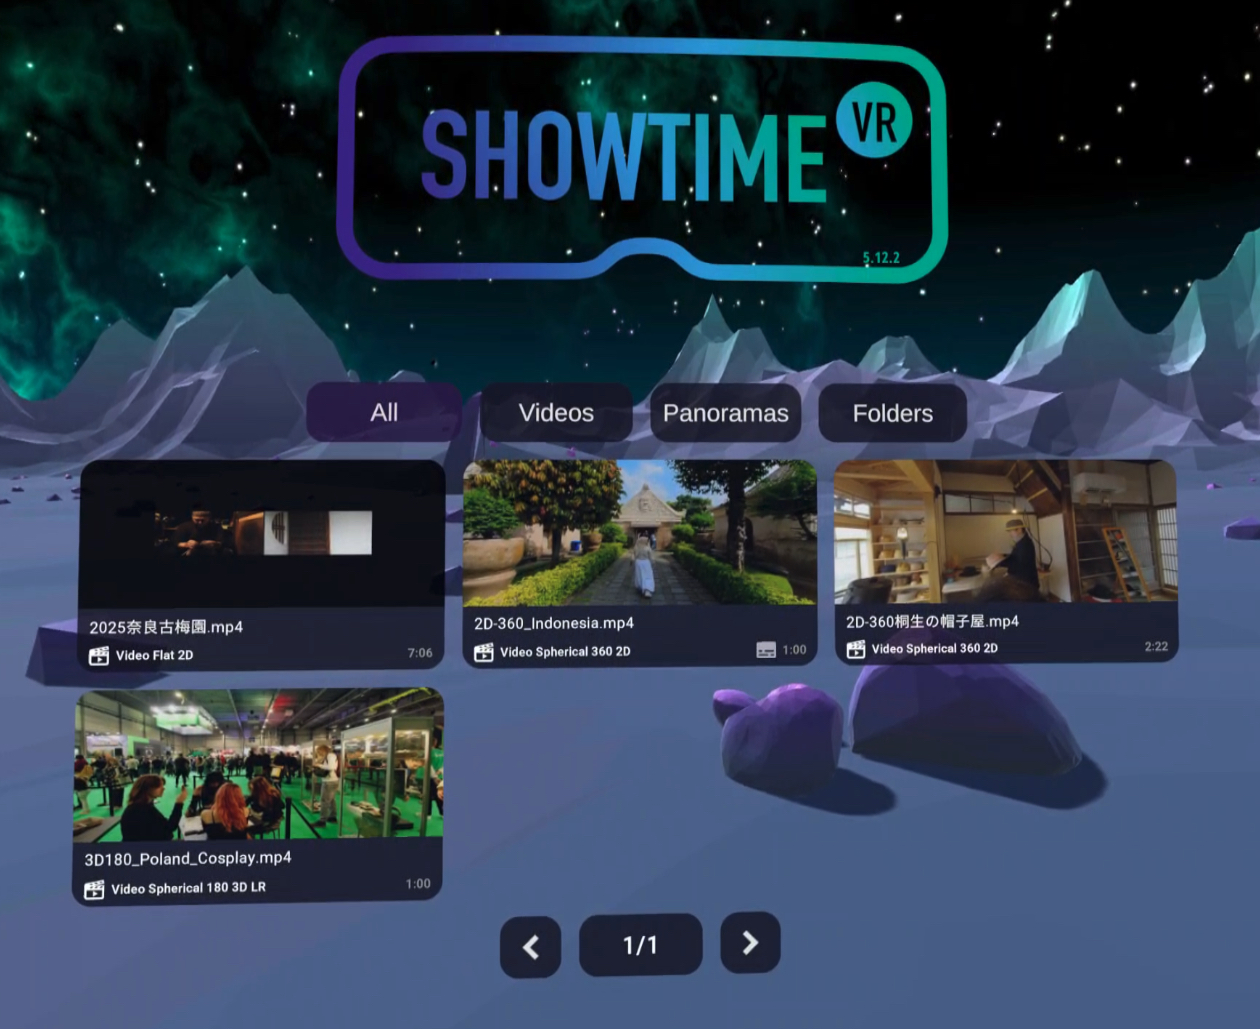 SHOWTIME VR
5.12.2
All
Videos
Panoramas
Folders
2025奈良古梅園.mp4
Video Flat 2D
7:06
2D-360_Indonesia.mp4
Video Spherical 360 2D
1:00
2D-360桐生の帽子屋.mp4
Video Spherical 360 2D
2:22
3D180_Poland_Cosplay.mp4
Video Spherical 180 3D LR
1:00
1/1